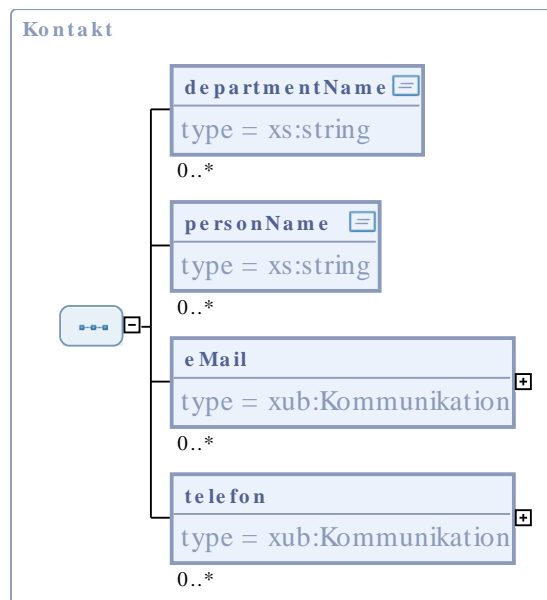 Kontakt
departmentName
type = xs:string
0..*
personName
type = xs:string
0..*
eMail
type = xub:Kommunikation
0..*
telefon
type = xub:Kommunikation
0..*